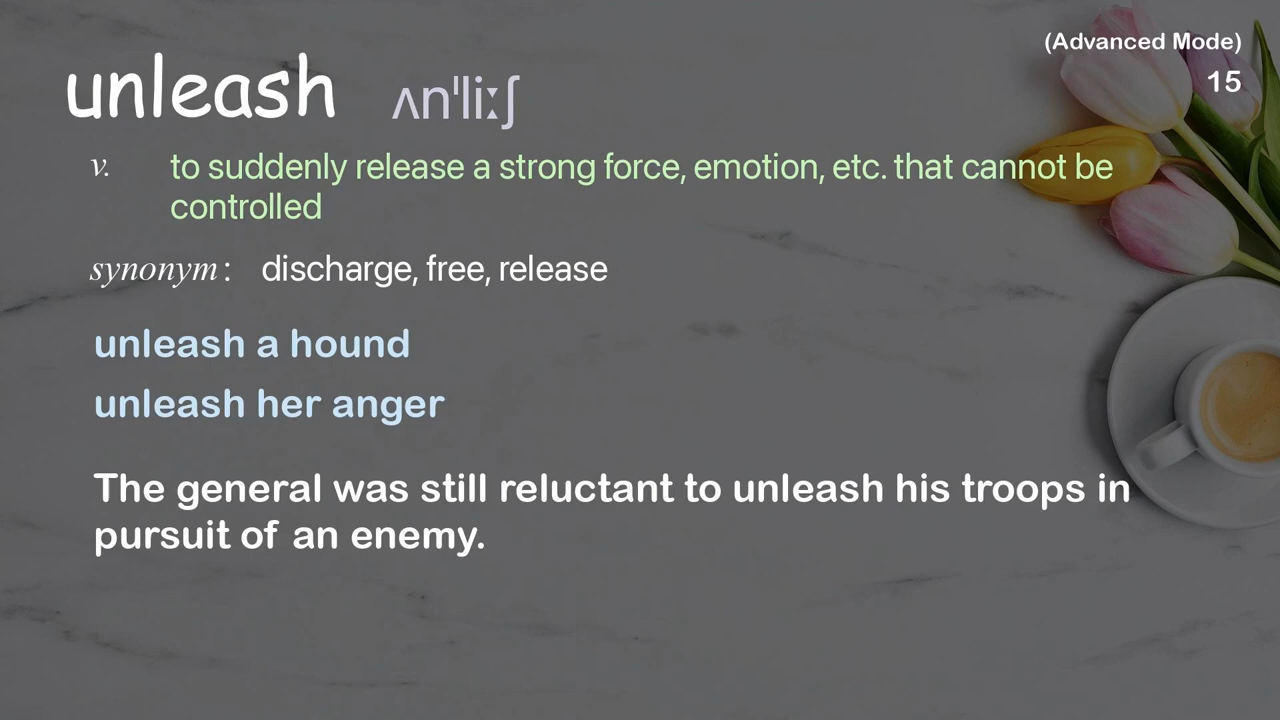 (Advanced Mode)
15
unleash ʌnˈliːʃ
v. to suddenly release a strong force, emotion, etc. that cannot be
controlled
synonym: discharge, free, release
unleash a hound
unleash her anger
The general was still reluctant to unleash his troops in
pursuit of an enemy.